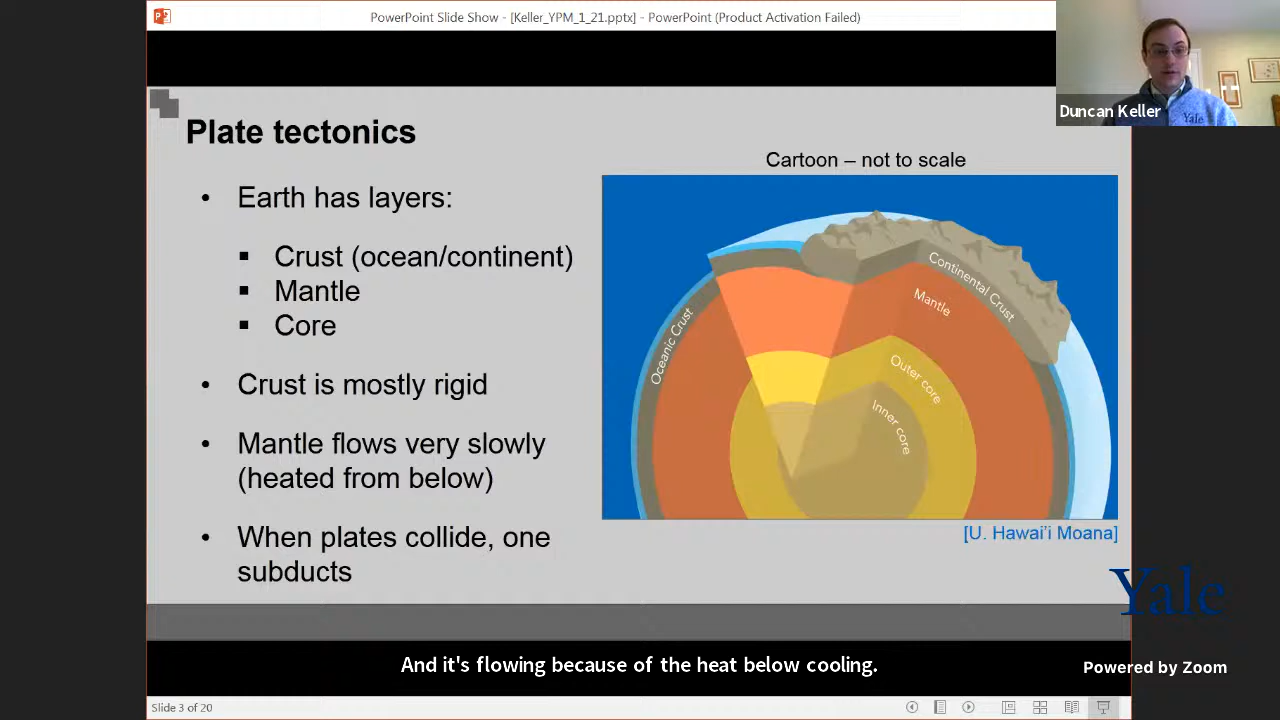 PowerPoint Slide Show - [Keller_YPM_1_21.pptx] - PowerPoint (Product Activation Failed)
Duncan Keller
Yale
Plate tectonics
Cartoon – not to scale
• Earth has layers:
▪ Crust (ocean/continent)
▪ Mantle
▪ Core
• Crust is mostly rigid
• Mantle flows very slowly
(heated from below)
• When plates collide, one
subducts
Oceanic Crust
Continental Crust
Mantle
Outer core
Inner core
[U. Hawai'i Moana]
Yale
And it's flowing because of the heat below cooling.
Powered by Zoom
Slide 3 of 20